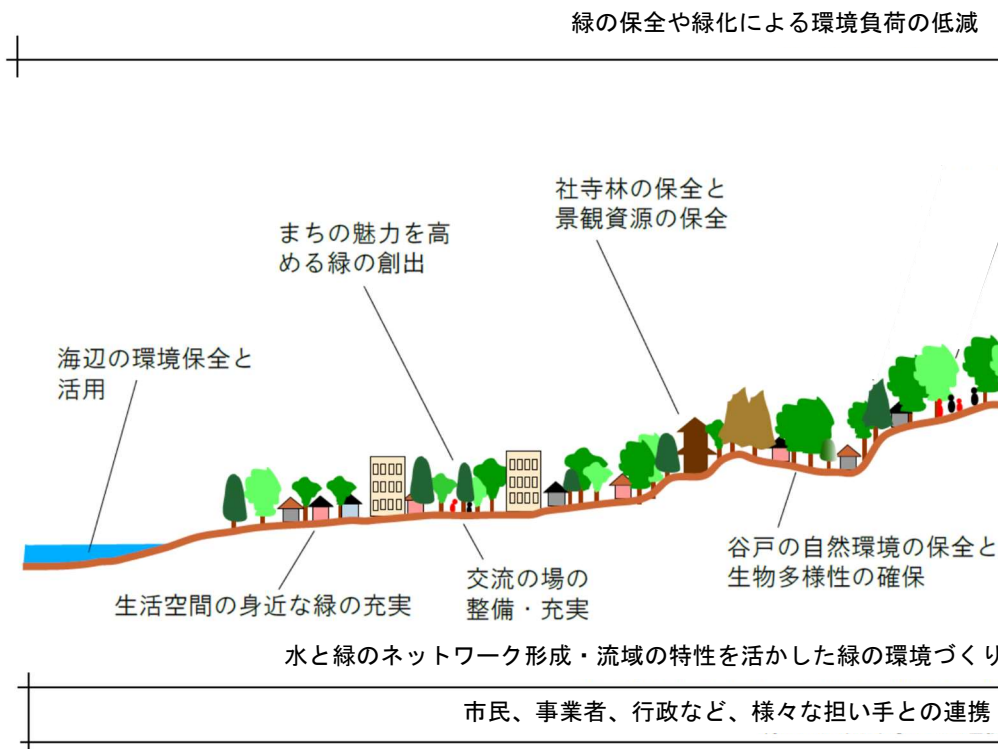 緑の保全や緑化による環境負荷の低減
社寺林の保全と
景観資源の保全
まちの魅力を高
める緑の創出
海辺の環境保全と
活用
谷戸の自然環境の保全と
生物多様性の確保
交流の場の
整備・充実
生活空間の身近な緑の充実
水と緑のネットワーク形成・流域の特性を活かした緑の環境づくり
市民、事業者、行政など、様々な担い手との連携